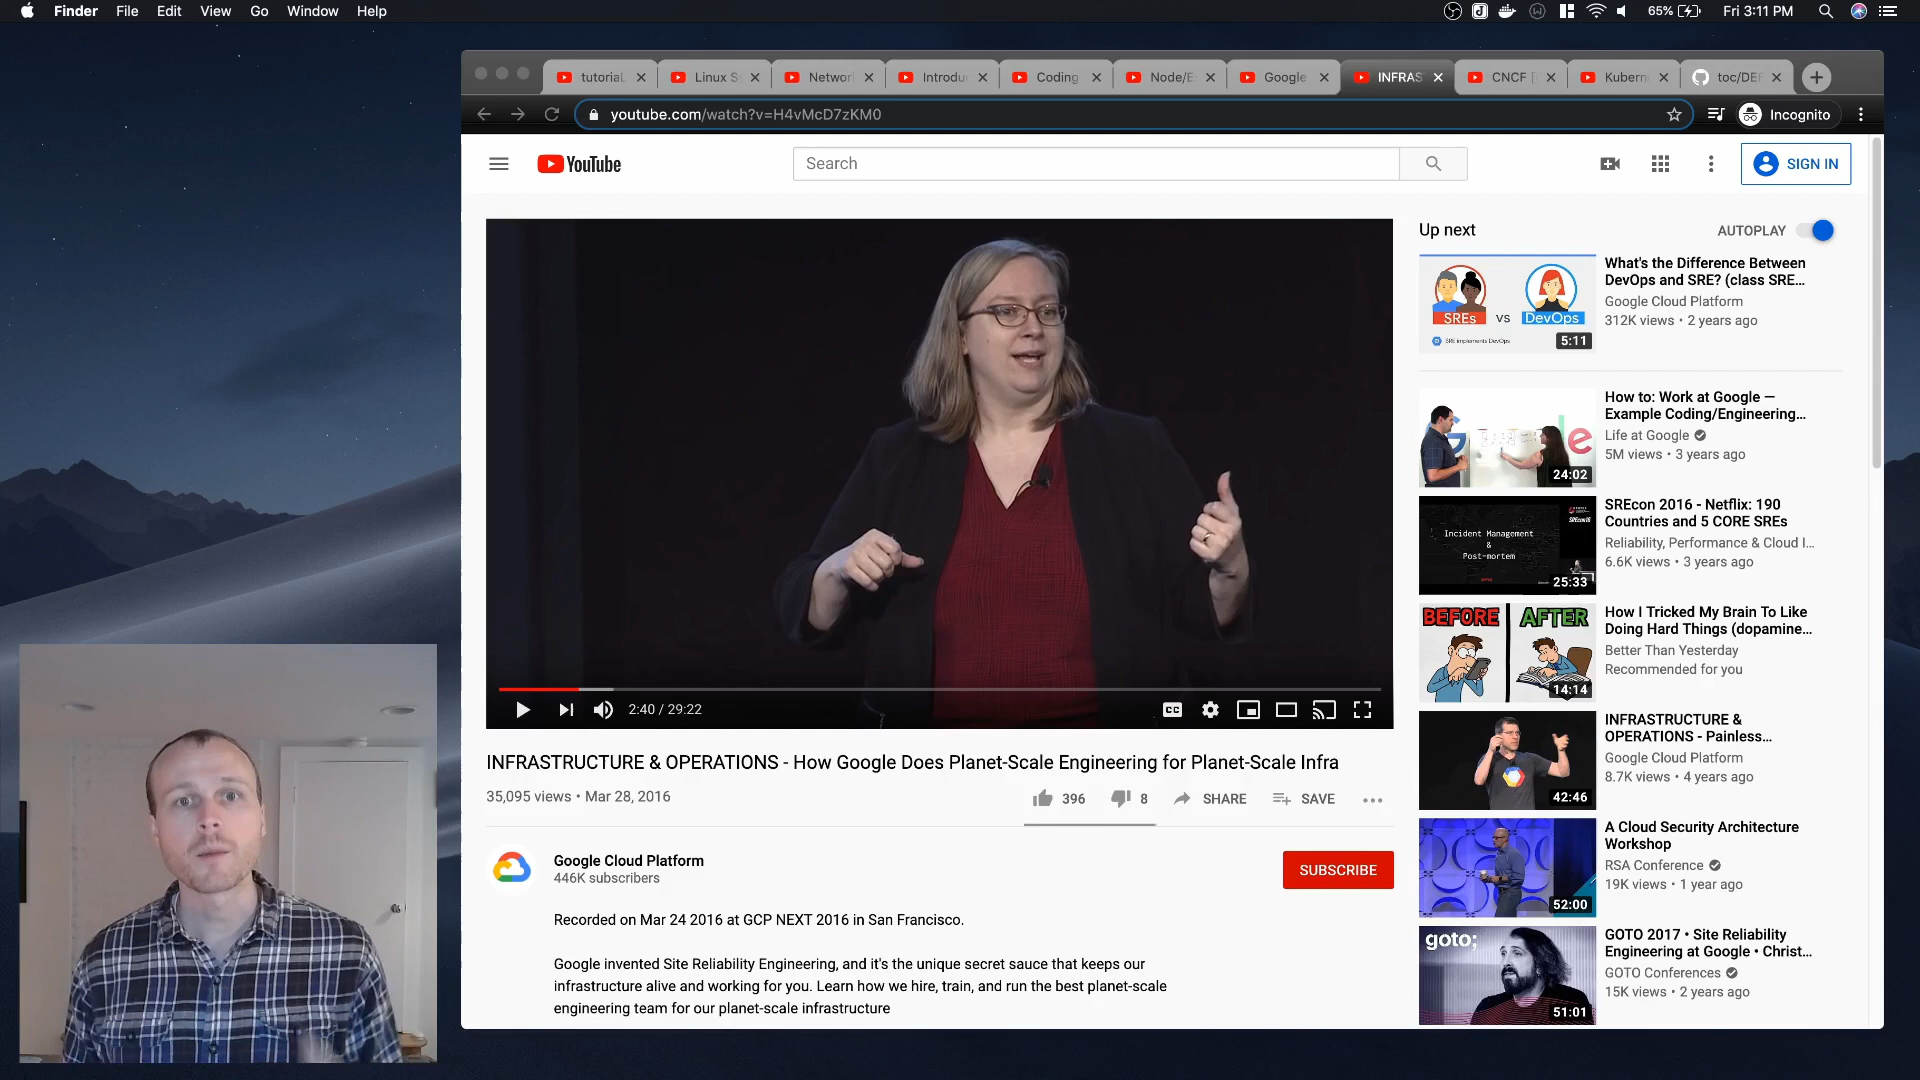 Finder File Edit View Go Window Help
65% Fri 3:11 PM
tutorial Linux S Networ Introdu Coding Node/E Google INFRAS CNCF Kubern toc/DEF
youtube.com/watch?v=H4vMcD7zKM0
Incognito
YouTube
Search
SIGN IN
2:40 / 29:22
CC
INFRASTRUCTURE & OPERATIONS - How Google Does Planet-Scale Engineering for Planet-Scale Infra
35,095 views • Mar 28, 2016
396 8 SHARE SAVE
Google Cloud Platform
446K subscribers
SUBSCRIBE
Recorded on Mar 24 2016 at GCP NEXT 2016 in San Francisco.
Google invented Site Reliability Engineering, and it's the unique secret sauce that keeps our
infrastructure alive and working for you. Learn how we hire, train, and run the best planet-scale
engineering team for our planet-scale infrastructure
Up next
AUTOPLAY
SREs vs DevOps
SRE implements DevOps
5:11
What's the Difference Between
DevOps and SRE? (class SRE...
Google Cloud Platform
312K views • 2 years ago
24:02
How to: Work at Google —
Example Coding/Engineering...
Life at Google
5M views • 3 years ago
Incident Management
&
Post-mortem
25:33
SREcon 2016 - Netflix: 190
Countries and 5 CORE SREs
Reliability, Performance & Cloud I...
6.6K views • 3 years ago
BEFORE AFTER
14:14
How I Tricked My Brain To Like
Doing Hard Things (dopamine...
Better Than Yesterday
Recommended for you
42:46
INFRASTRUCTURE &
OPERATIONS - Painless...
Google Cloud Platform
8.7K views • 4 years ago
52:00
A Cloud Security Architecture
Workshop
RSA Conference
19K views • 1 year ago
goto;
51:01
GOTO 2017 • Site Reliability
Engineering at Google • Christ...
GOTO Conferences
15K views • 2 years ago